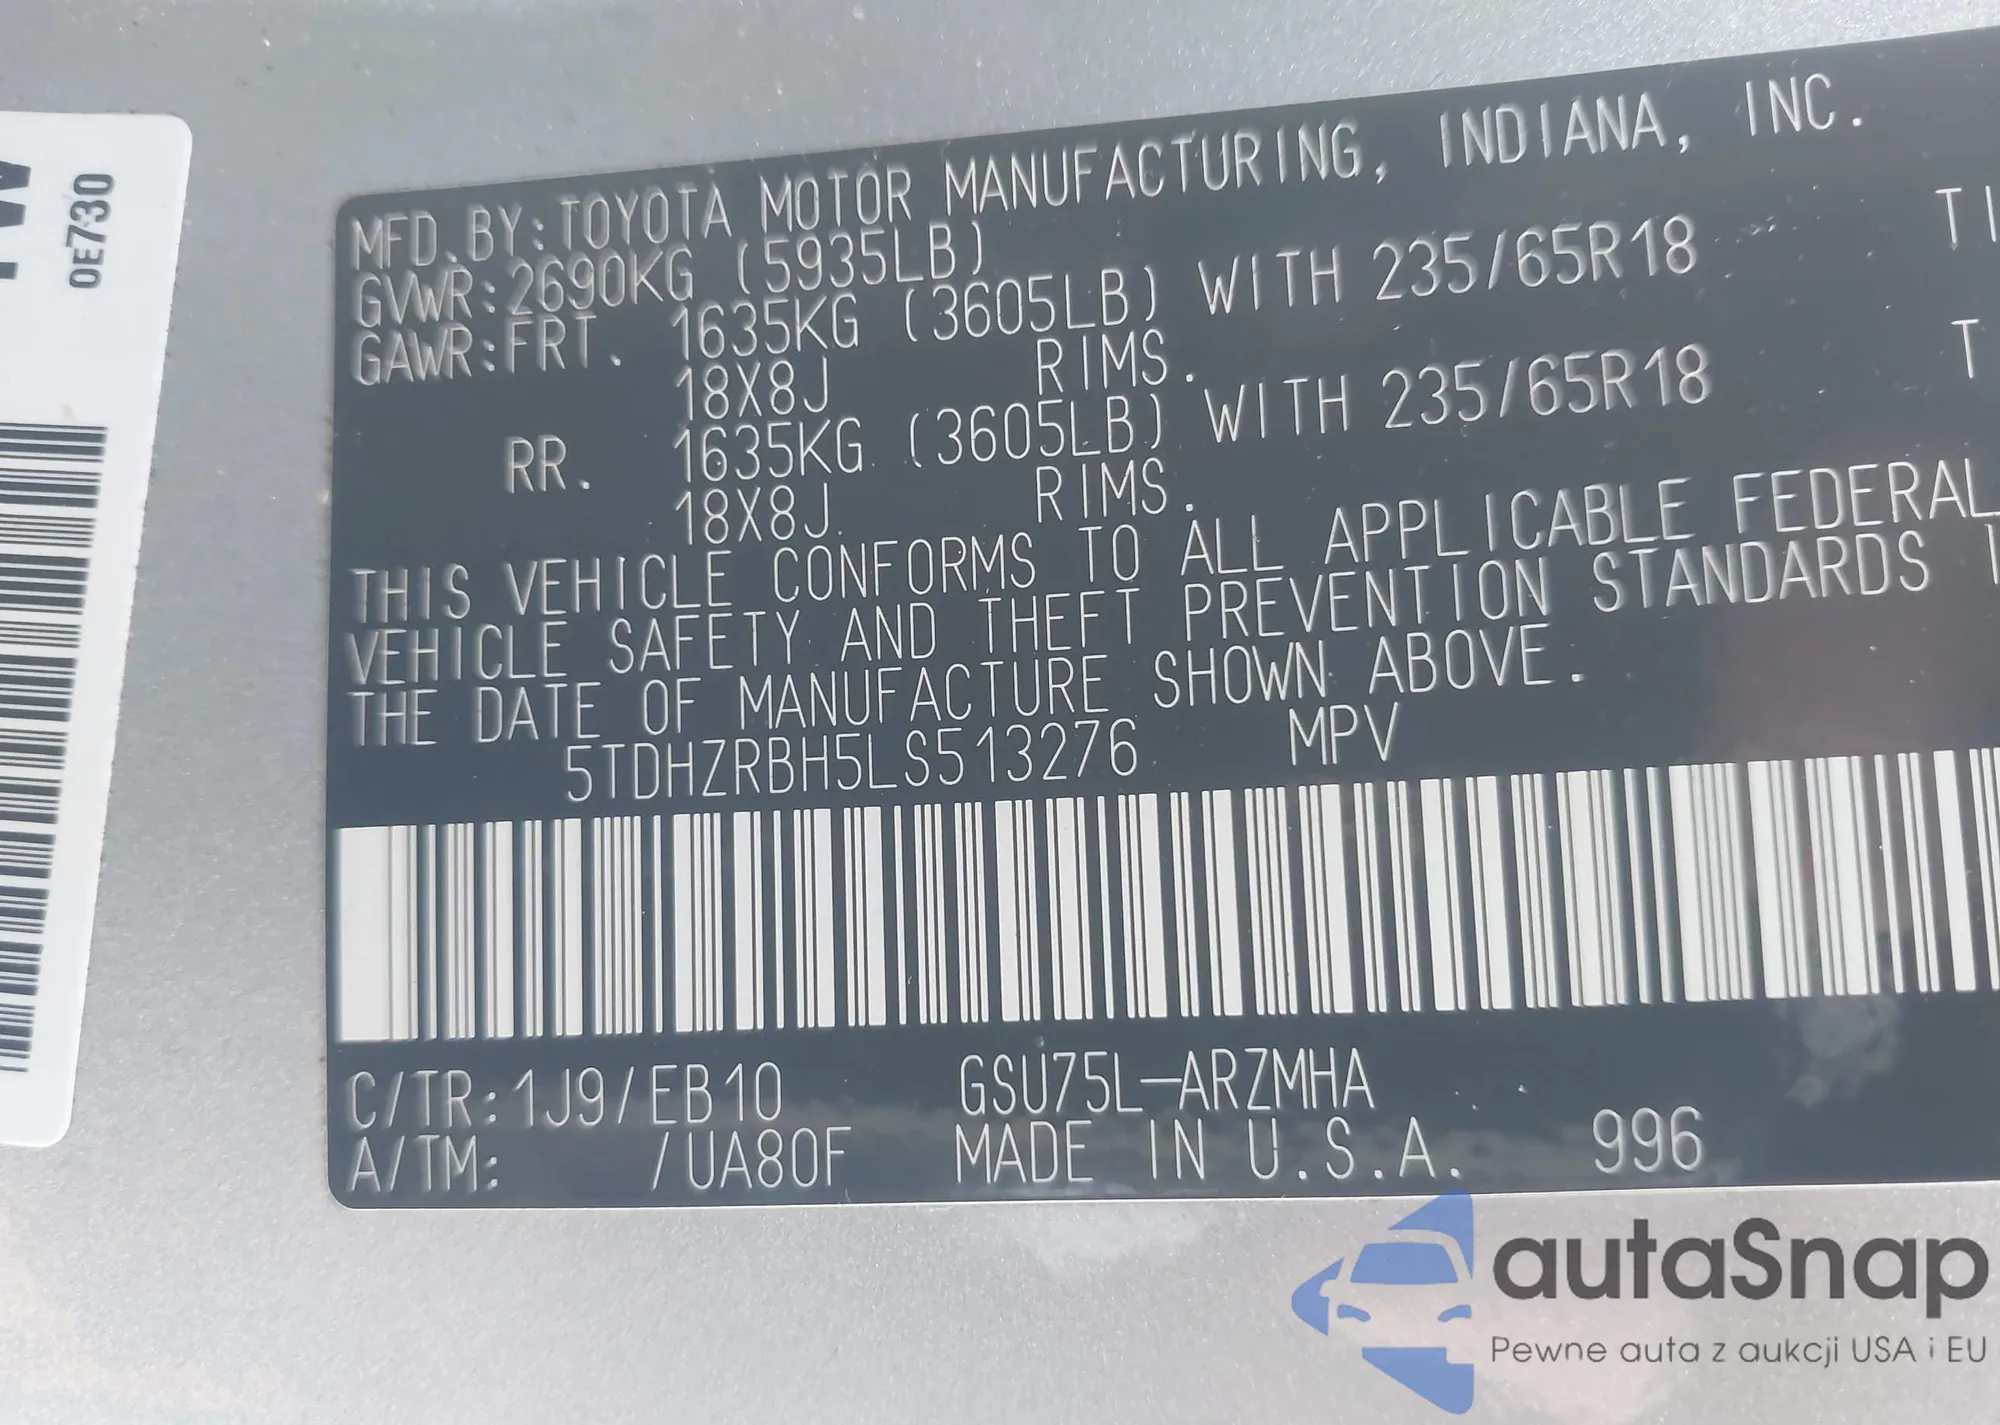 0E730
MFD.BY:TOYOTA MOTOR MANUFACTURING, INDIANA, INC.
GVWR:2690KG (5935LB)
GAWR:FRT. 1635KG (3605LB) WITH 235/65R18 TI
18X8J RIMS.
RR. 1635KG (3605LB) WITH 235/65R18 T
18X8J RIMS.
THIS VEHICLE CONFORMS TO ALL APPLICABLE FEDERAL
VEHICLE SAFETY AND THEFT PREVENTION STANDARDS I
THE DATE OF MANUFACTURE SHOWN ABOVE.
5TDHZRBH5LS513276 MPV
C/TR:1J9/EB10 GSU75L-ARZMHA
A/TM: /UA80F MADE IN U.S.A. 996
autaSnap
Pewne auta z aukcji USA i EU